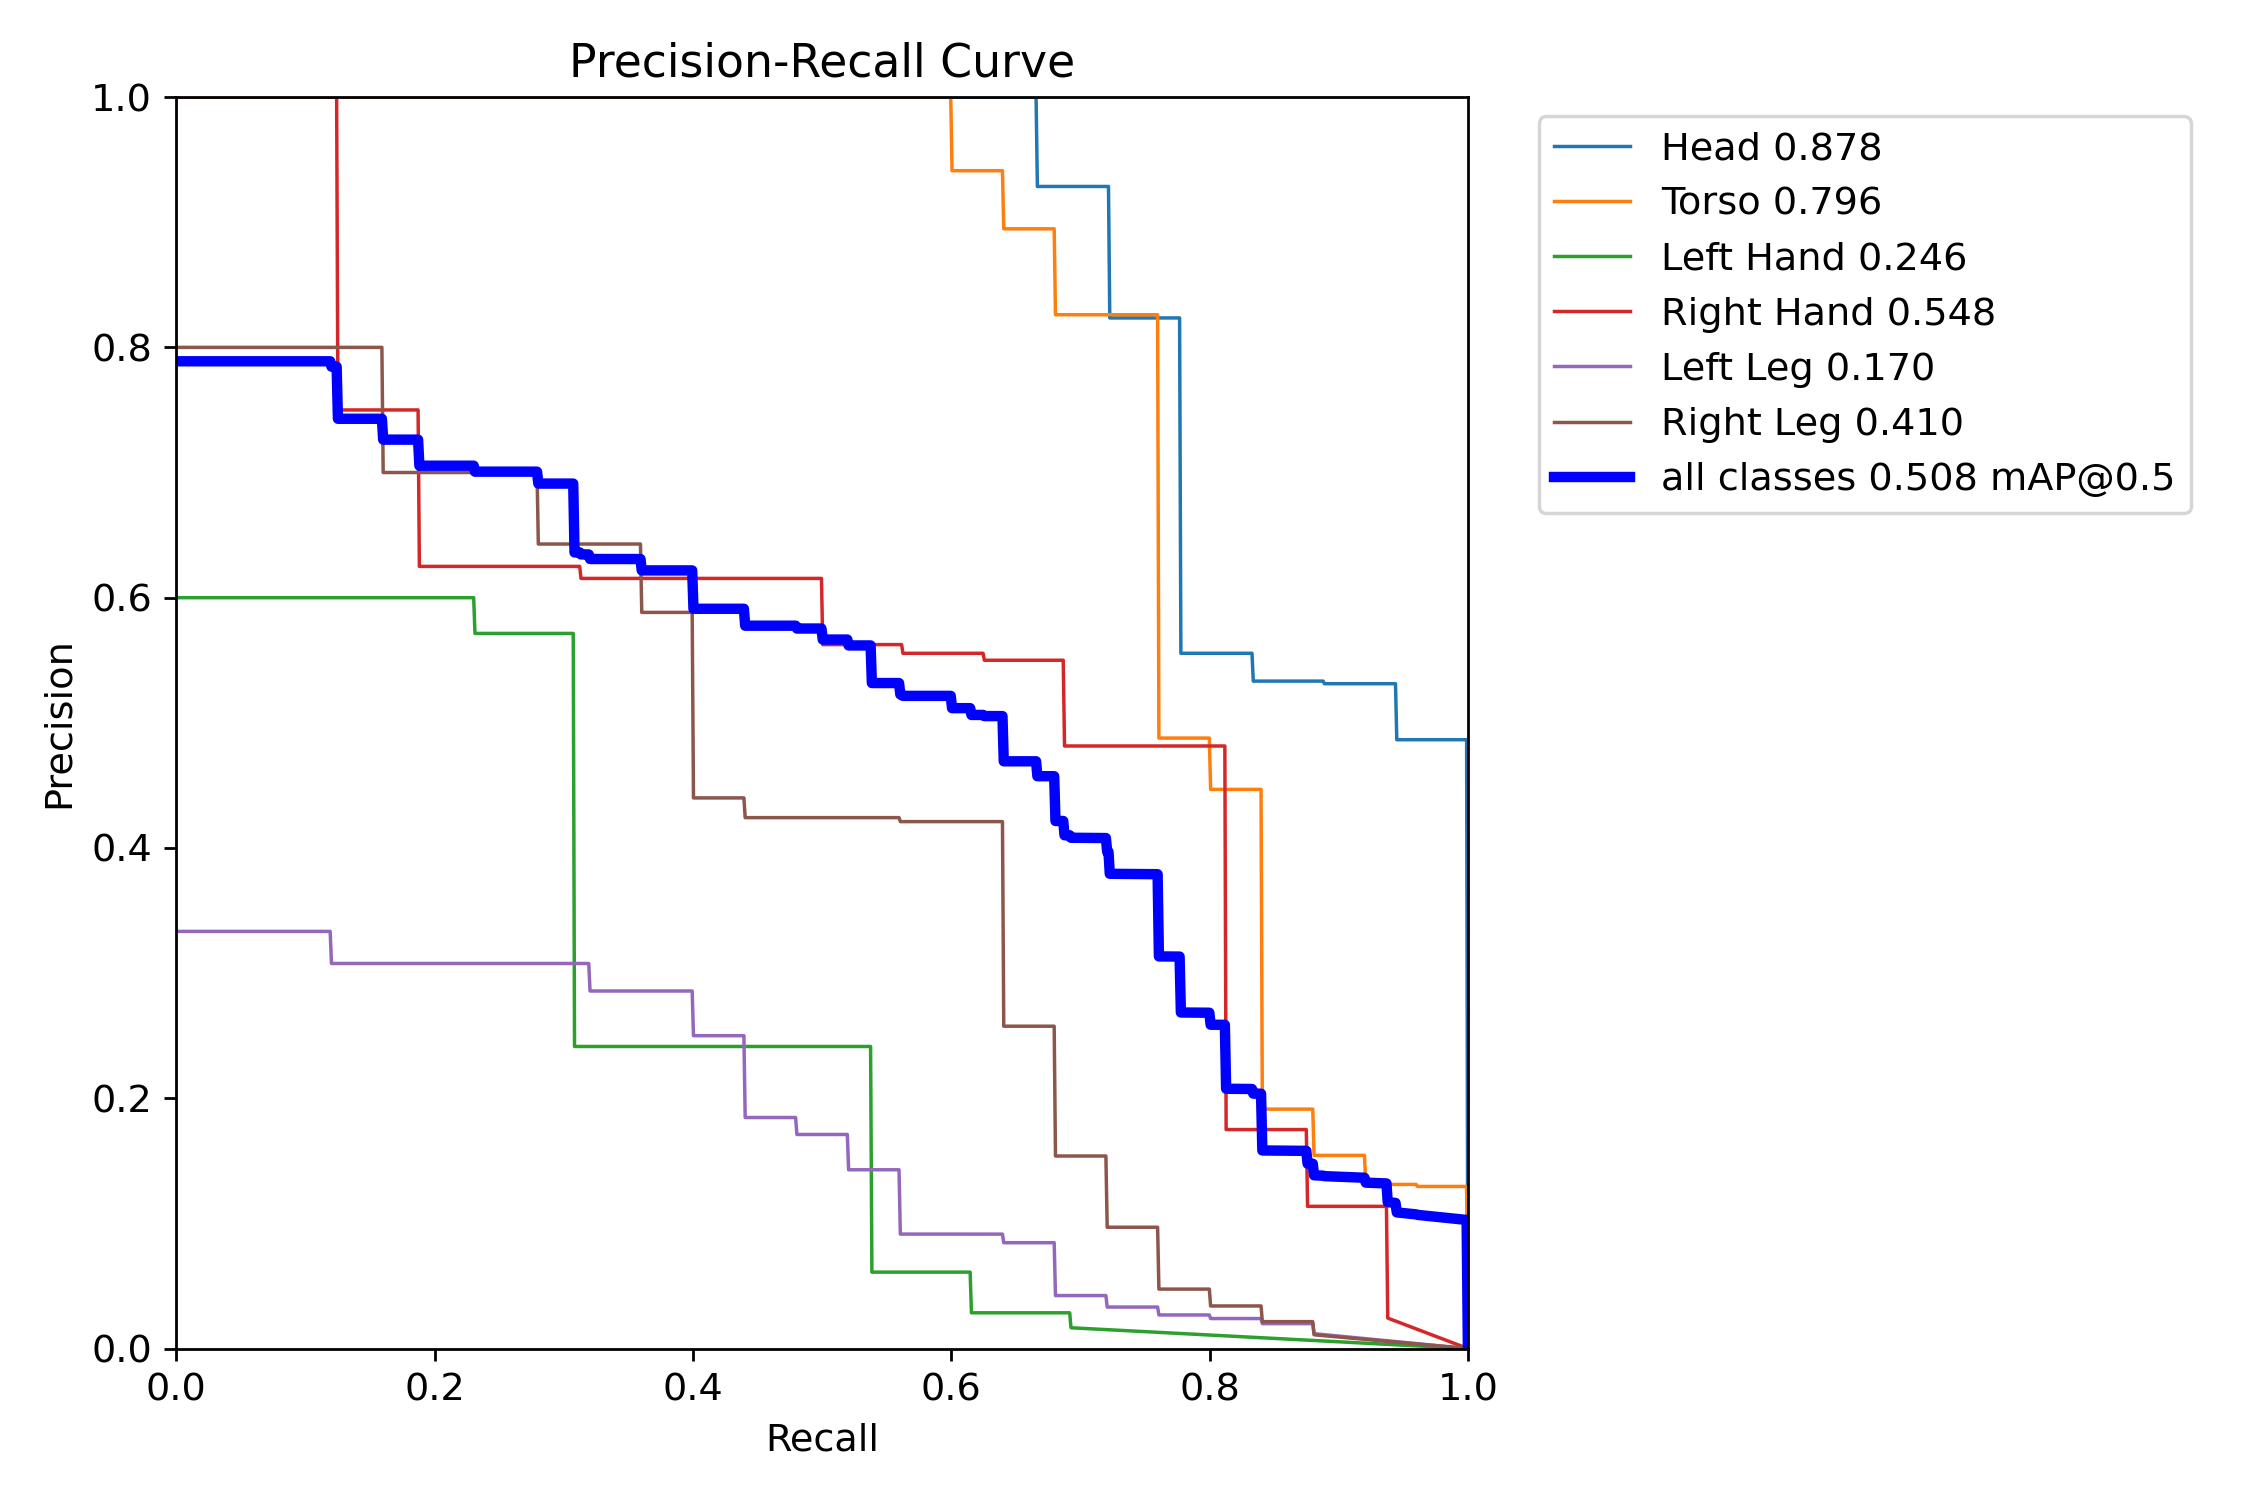 Precision-Recall Curve
1.0
0.8
0.6
0.4
0.2
0.0
Precision
0.0 0.2 0.4 0.6 0.8 1.0
Recall
Head 0.878
Torso 0.796
Left Hand 0.246
Right Hand 0.548
Left Leg 0.170
Right Leg 0.410
all classes 0.508 mAP@0.5